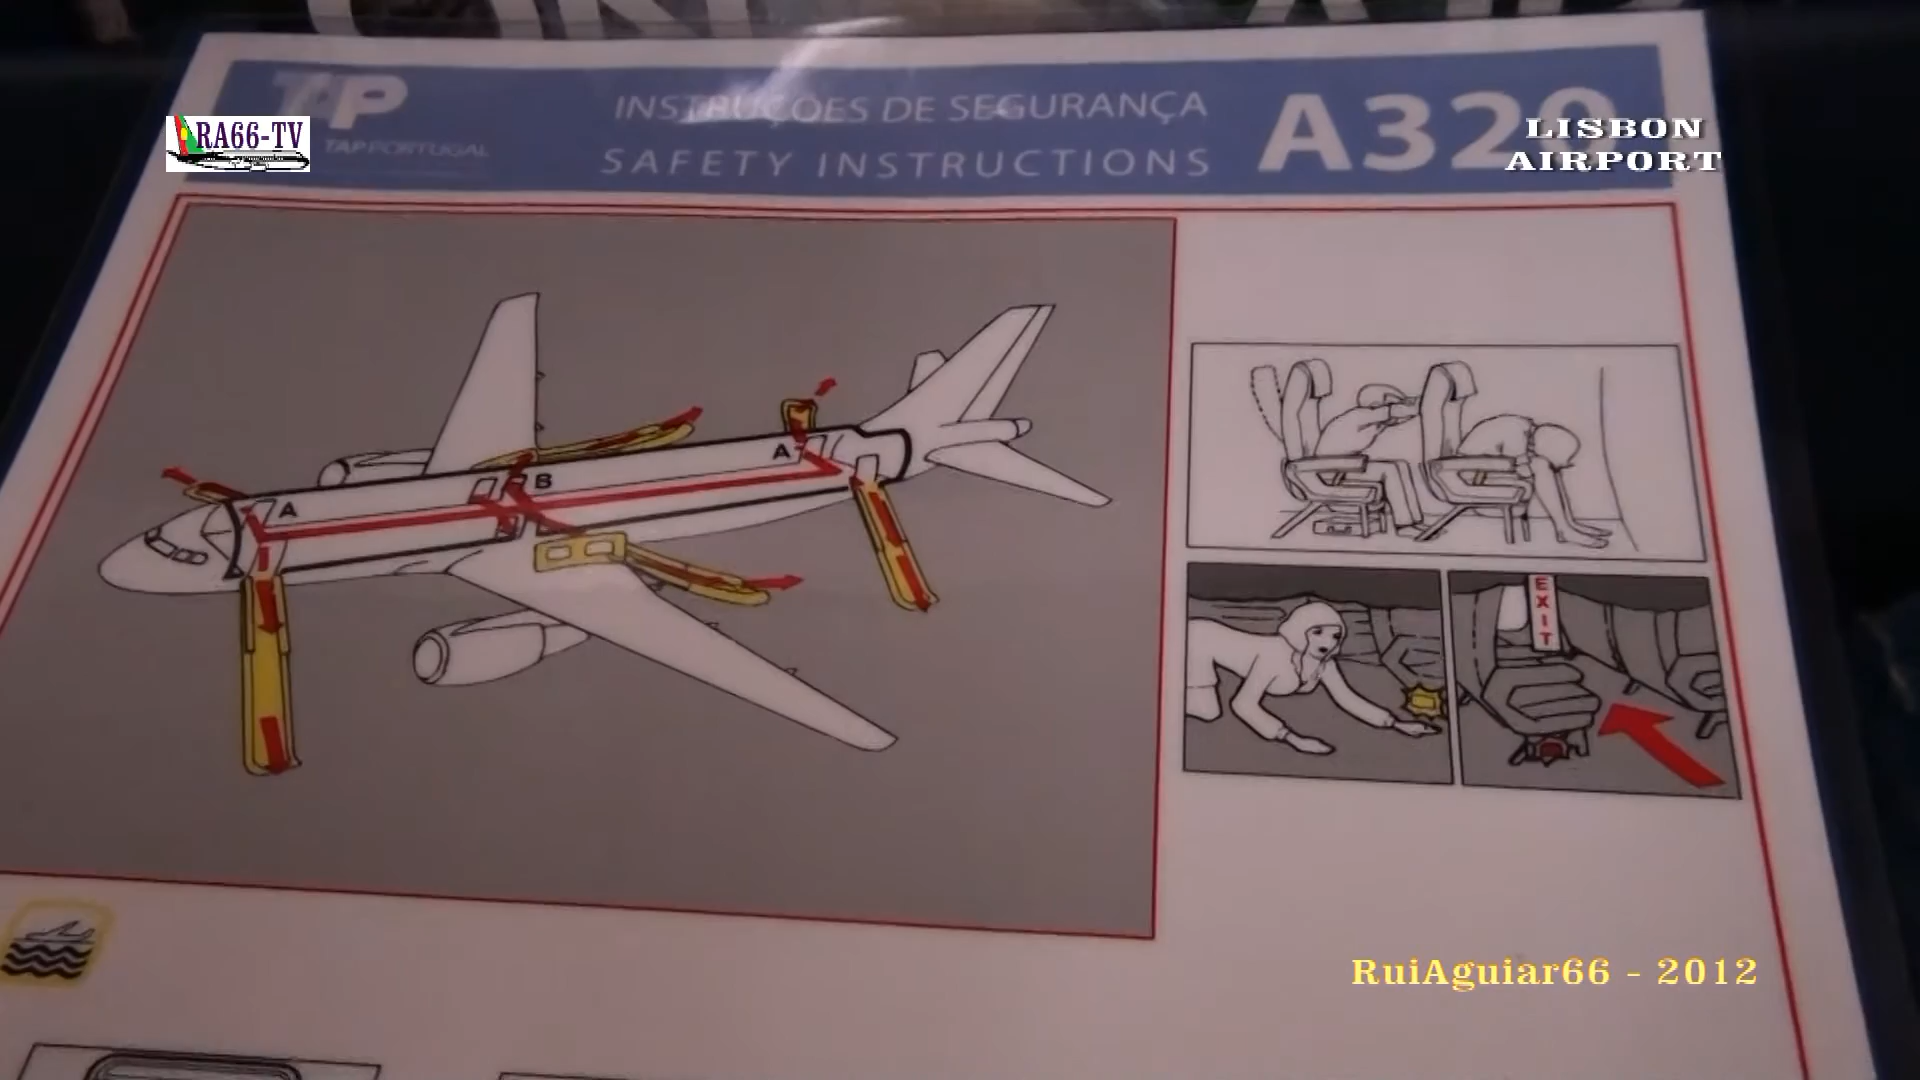 TAP
TAP PORTUGAL
RA66-TV
INSTRUÇÕES DE SEGURANÇA
SAFETY INSTRUCTIONS
A320
LISBON
AIRPORT
A
B
A
EXIT
RuiAguiar66 - 2012